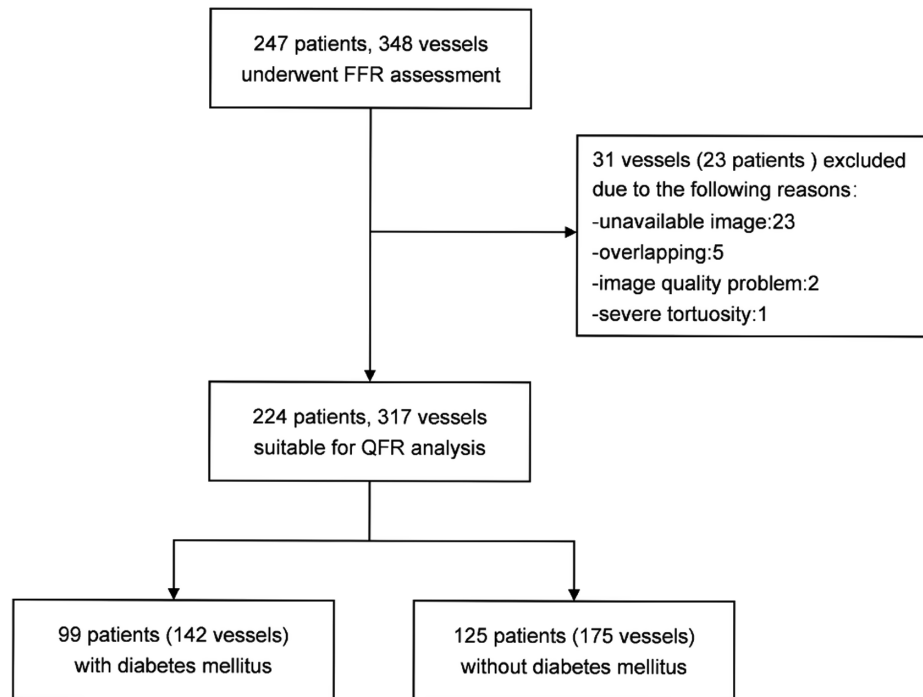 247 patients, 348 vessels
underwent FFR assessment
31 vessels (23 patients ) excluded
due to the following reasons:
-unavailable image:23
-overlapping:5
-image quality problem:2
-severe tortuosity:1
224 patients, 317 vessels
suitable for QFR analysis
99 patients (142 vessels)
with diabetes mellitus
125 patients (175 vessels)
without diabetes mellitus